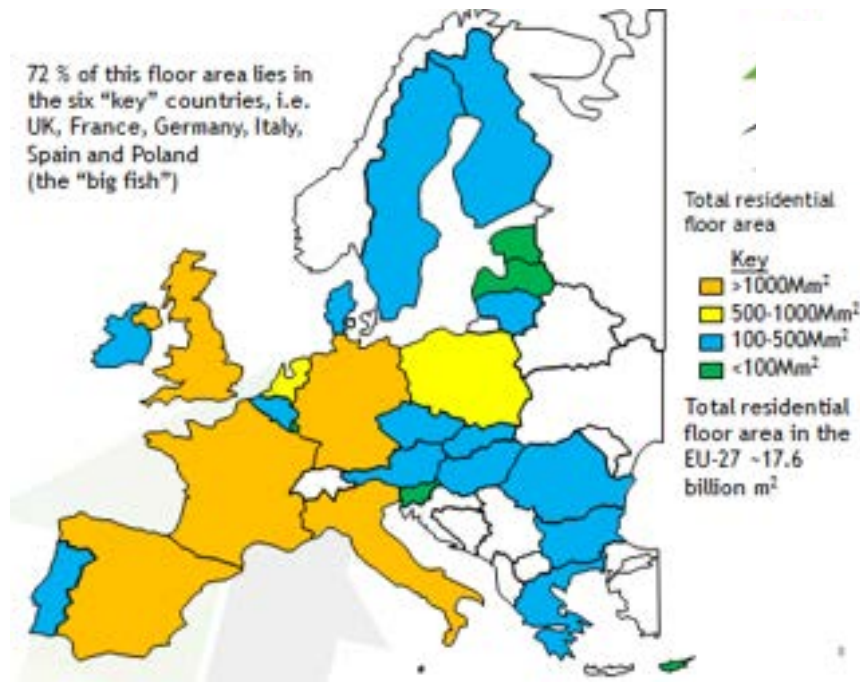 72 % of this floor area lies in
the six “key” countries, i.e.
UK, France, Germany, Italy,
Spain and Poland
(the “big fish”)
Total residential
floor area
Key
>1000Mm²
500-1000Mm²
100-500Mm²
<100Mm²
Total residential
floor area in the
EU-27 ~17.6
billion m²
8